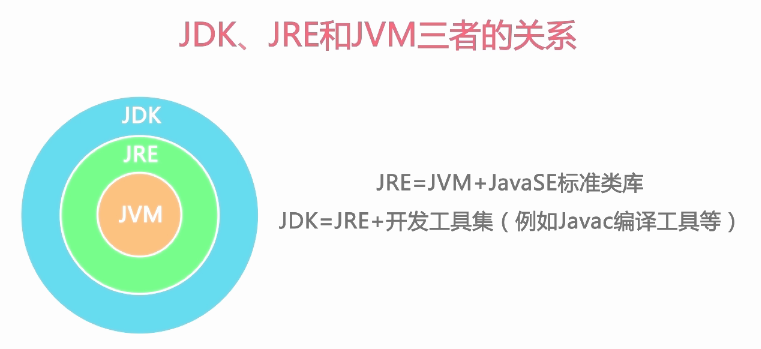 JDK、JRE和JVM三者的关系
JDK
JRE
JVM
JRE=JVM+JavaSE标准类库
JDK=JRE+开发工具集（例如Javac编译工具等）